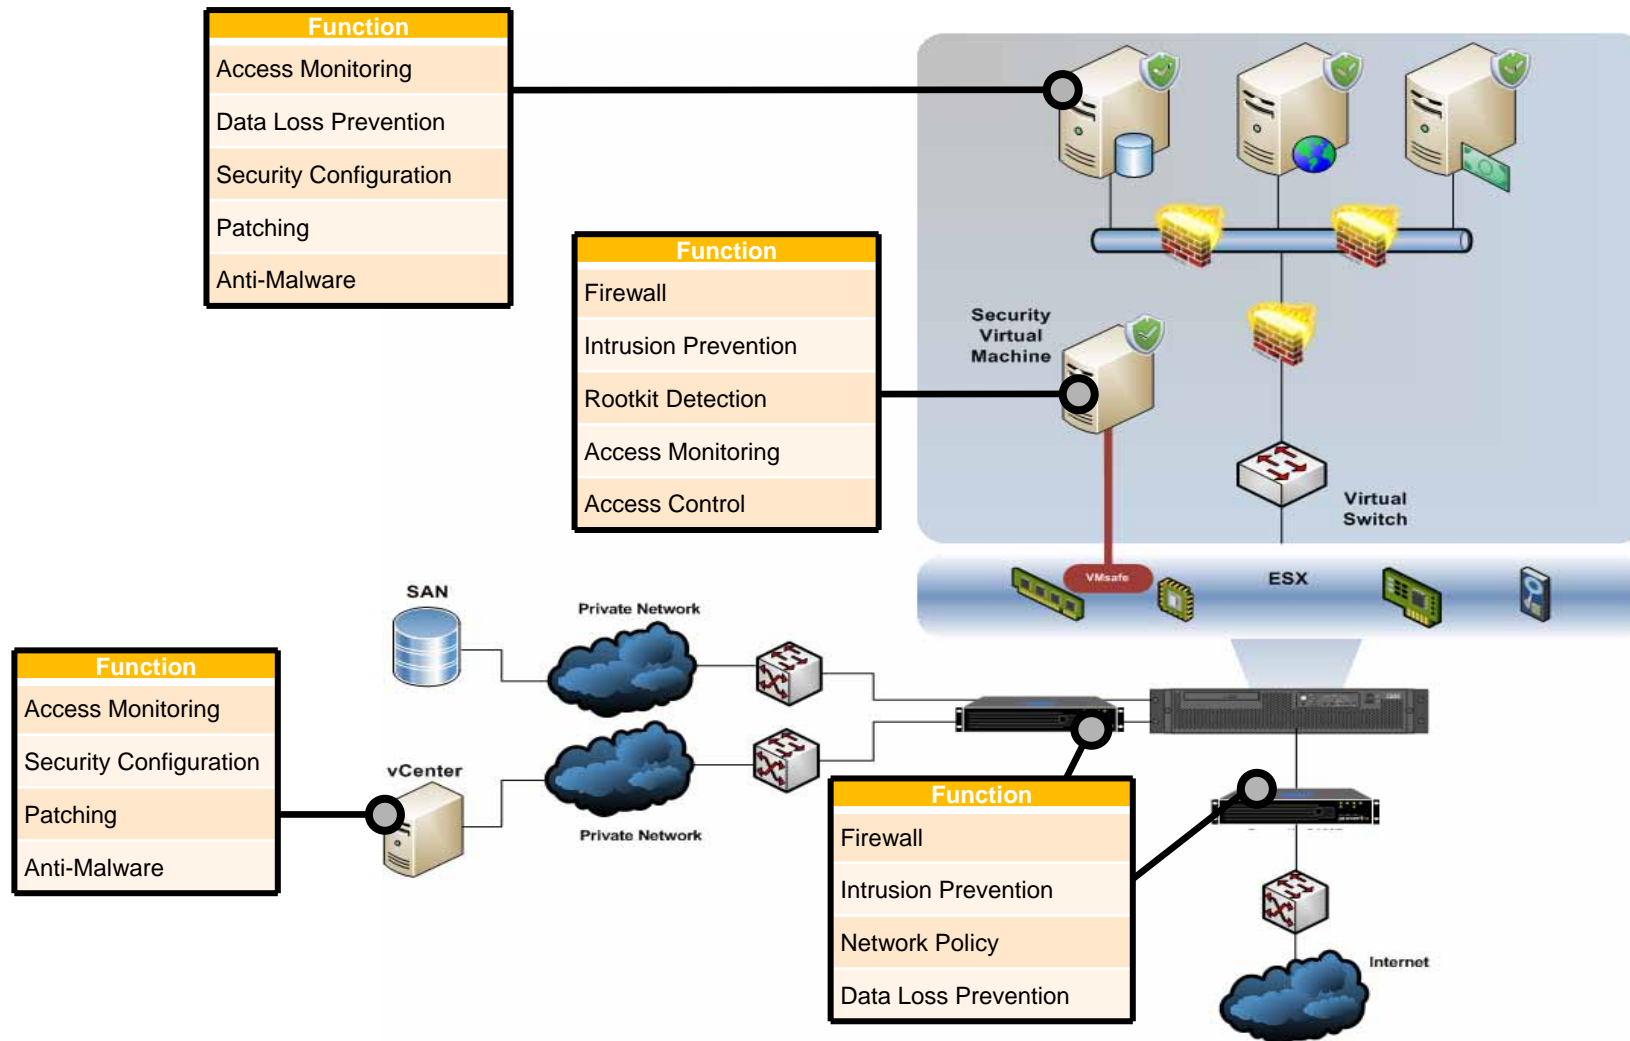 Function
Access Monitoring
Data Loss Prevention
Security Configuration
Patching
Anti-Malware
Function
Firewall
Intrusion Prevention
Rootkit Detection
Access Monitoring
Access Control
Security
Virtual
Machine
Virtual
Switch
VMsafe
ESX
SAN
Private Network
Function
Access Monitoring
Security Configuration
Patching
Anti-Malware
vCenter
Private Network
Function
Firewall
Intrusion Prevention
Network Policy
Data Loss Prevention
Internet